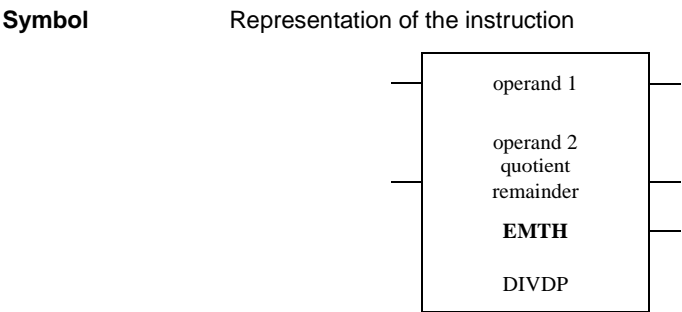 Symbol Representation of the instruction
operand 1
operand 2
quotient
remainder
EMTH
DIVDP